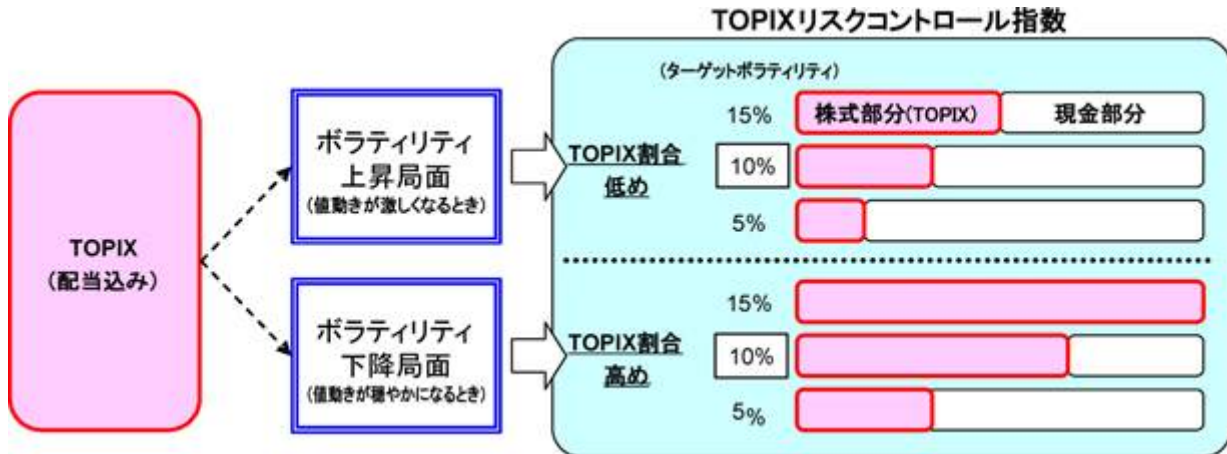 TOPIXリスクコントロール指数
TOPIX
(配当込み)
ボラティリティ
上昇局面
(値動きが激しくなるとき)
ボラティリティ
下降局面
(値動きが穏やかになるとき)
(ターゲットボラティリティ)
TOPIX割合
低め
15%
株式部分(TOPIX)
現金部分
10%
5%
TOPIX割合
高め
15%
10%
5%